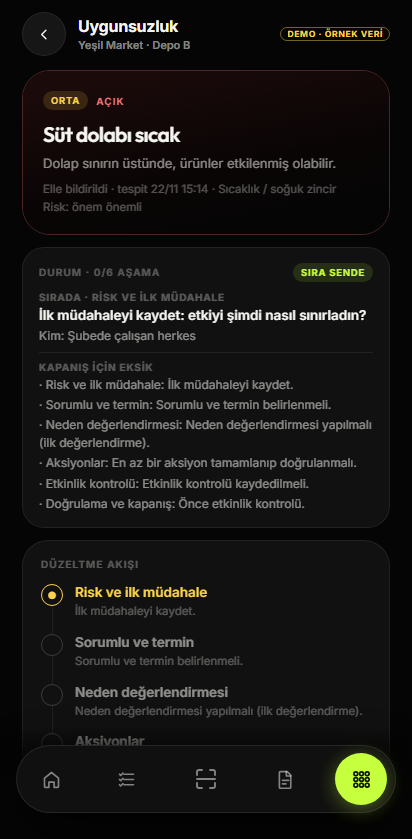 Uygunsuzluk
Yeşil Market · Depo B
DEMO · ÖRNEK VERİ
ORTA
AÇIK
Süt dolabı sıcak
Dolap sınırın üstünde, ürünler etkilenmiş olabilir.
Elle bildirildi · tespit 22/11 15:14 · Sıcaklık / soğuk zincir
Risk: önem önemli
DURUM · 0/6 AŞAMA
SIRA SENDE
SIRADA · RİSK VE İLK MÜDAHALE
İlk müdahaleyi kaydet: etkiyi şimdi nasıl sınırladın?
Kim: Şubede çalışan herkes
KAPANIŞ İÇİN EKSİK
· Risk ve ilk müdahale: İlk müdahaleyi kaydet.
· Sorumlu ve termin: Sorumlu ve termin belirlenmeli.
· Neden değerlendirmesi: Neden değerlendirmesi yapılmalı
(ilk değerlendirme).
· Aksiyonlar: En az bir aksiyon tamamlanıp doğrulanmalı.
· Etkinlik kontrolü: Etkinlik kontrolü kaydedilmeli.
· Doğrulama ve kapanış: Önce etkinlik kontrolü.
DÜZELTME AKIŞI
Risk ve ilk müdahale
İlk müdahaleyi kaydet.
Sorumlu ve termin
Sorumlu ve termin belirlenmeli.
Neden değerlendirmesi
Neden değerlendirmesi yapılmalı (ilk değerlendirme).
Aksiyonlar